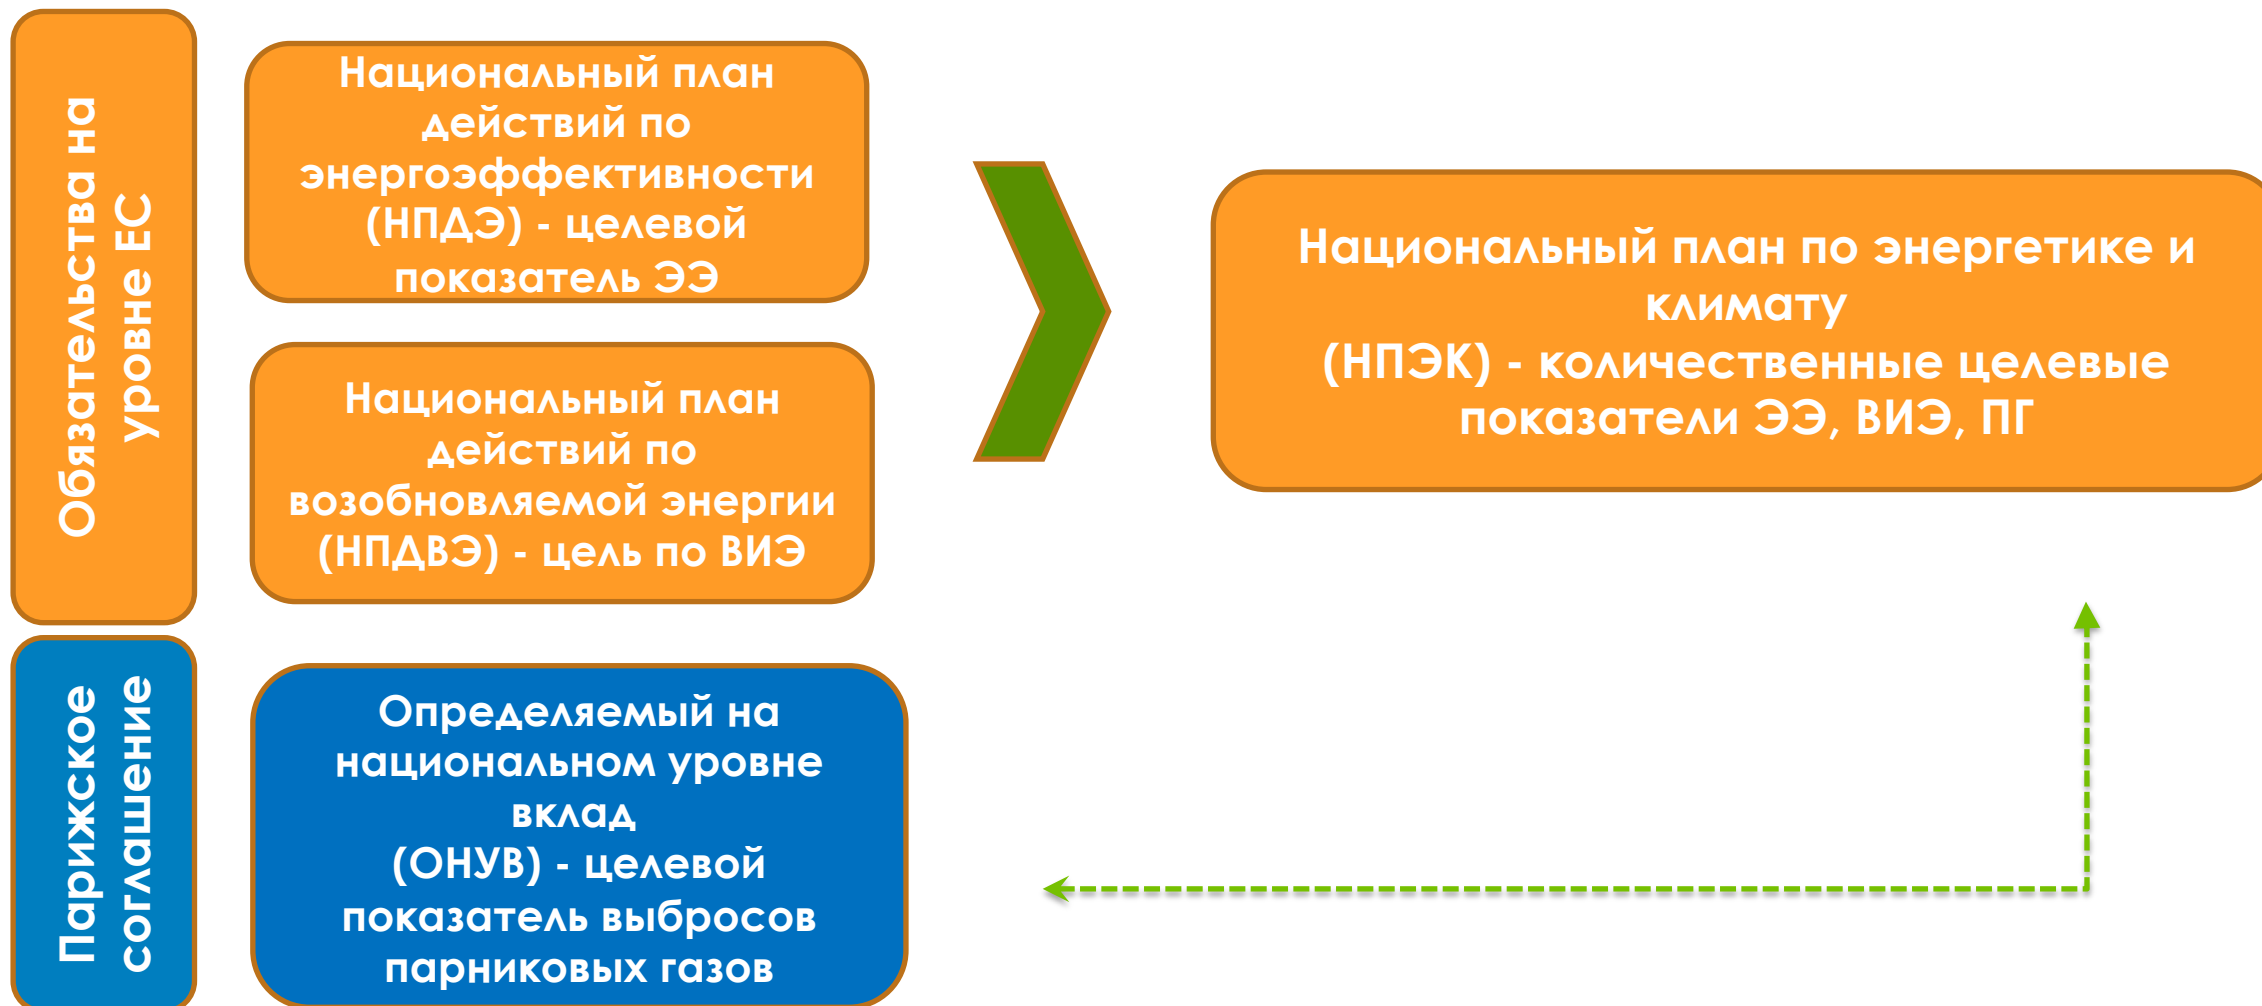 Обязательства на
уровне ЕС
Национальный план
действий по
энергоэффективности
(НПДЭ) - целевой
показатель ЭЭ
Национальный план
действий по
возобновляемой энергии
(НПДВЭ) - цель по ВИЭ
Национальный план по энергетике и
климату
(НПЭК) - количественные целевые
показатели ЭЭ, ВИЭ, ПГ
Парижское
соглашение
Определяемый на
национальном уровне
вклад
(ОНУВ) - целевой
показатель выбросов
парниковых газов